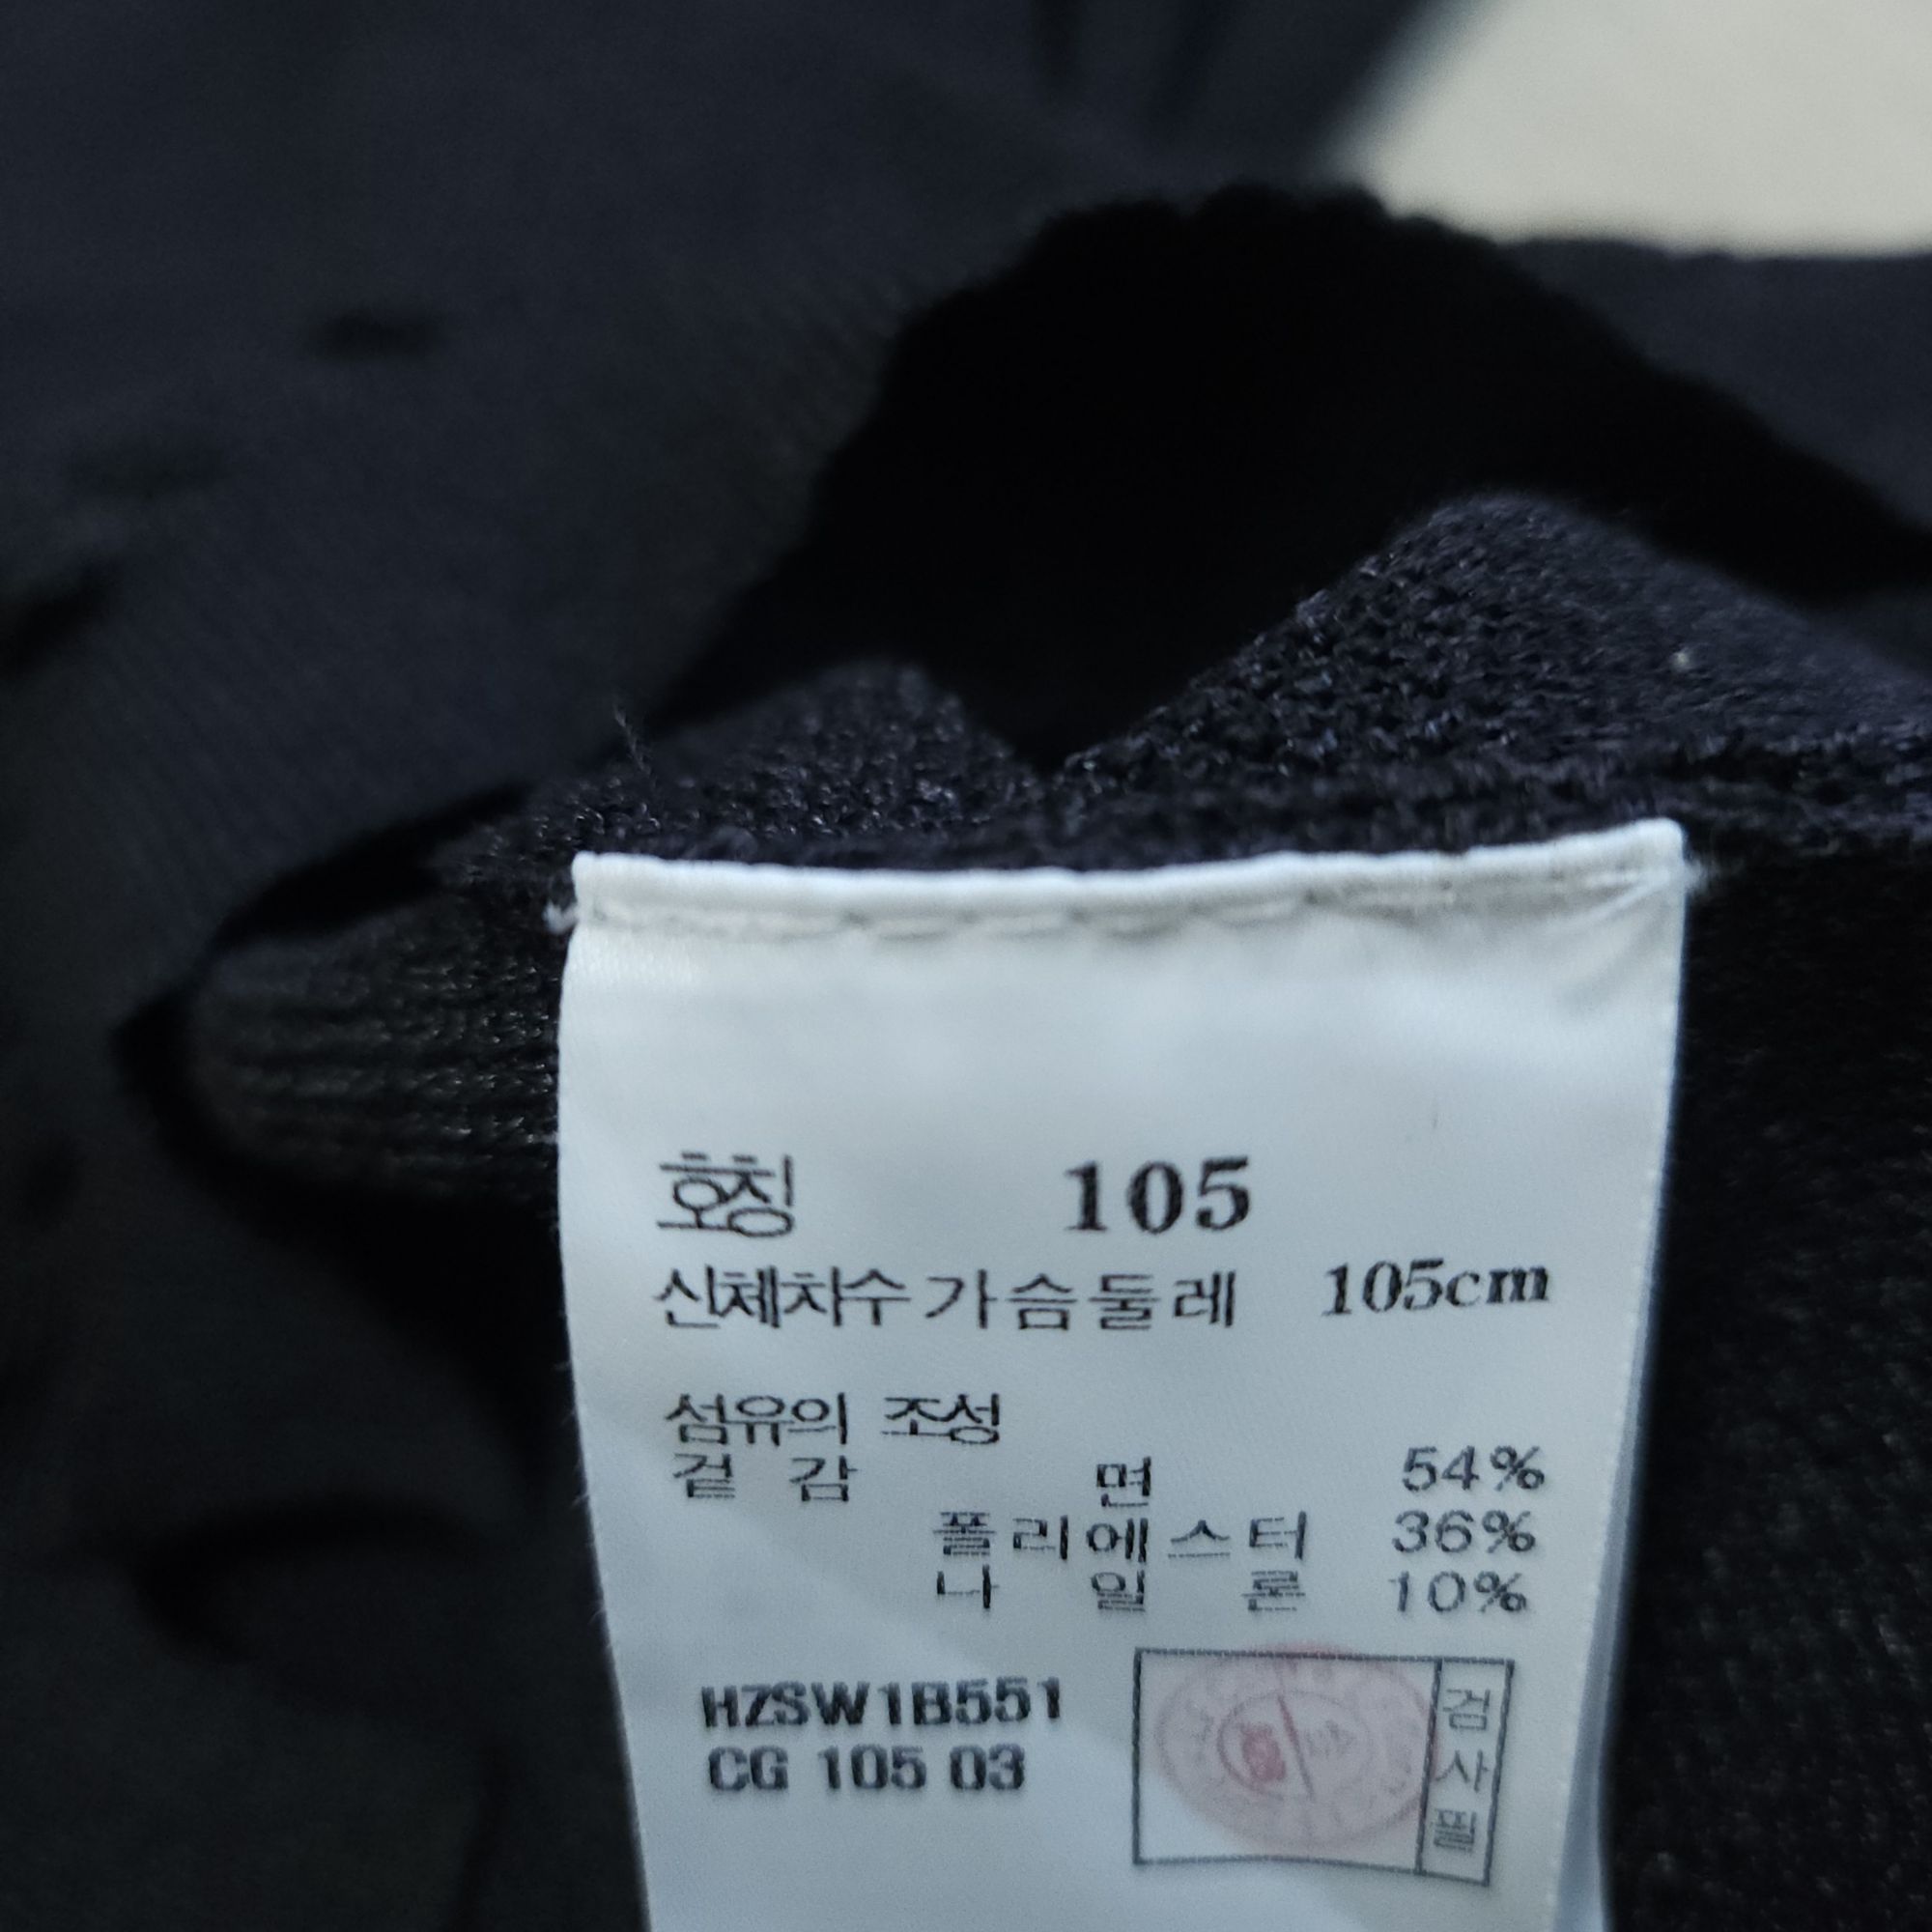 호칭 105
신체치수 가슴둘레 105cm
섬유의 조성
겉 감 면 54%
폴리에스터 36%
나 일 론 10%
HZSW1B551
CG 105 03
검사필